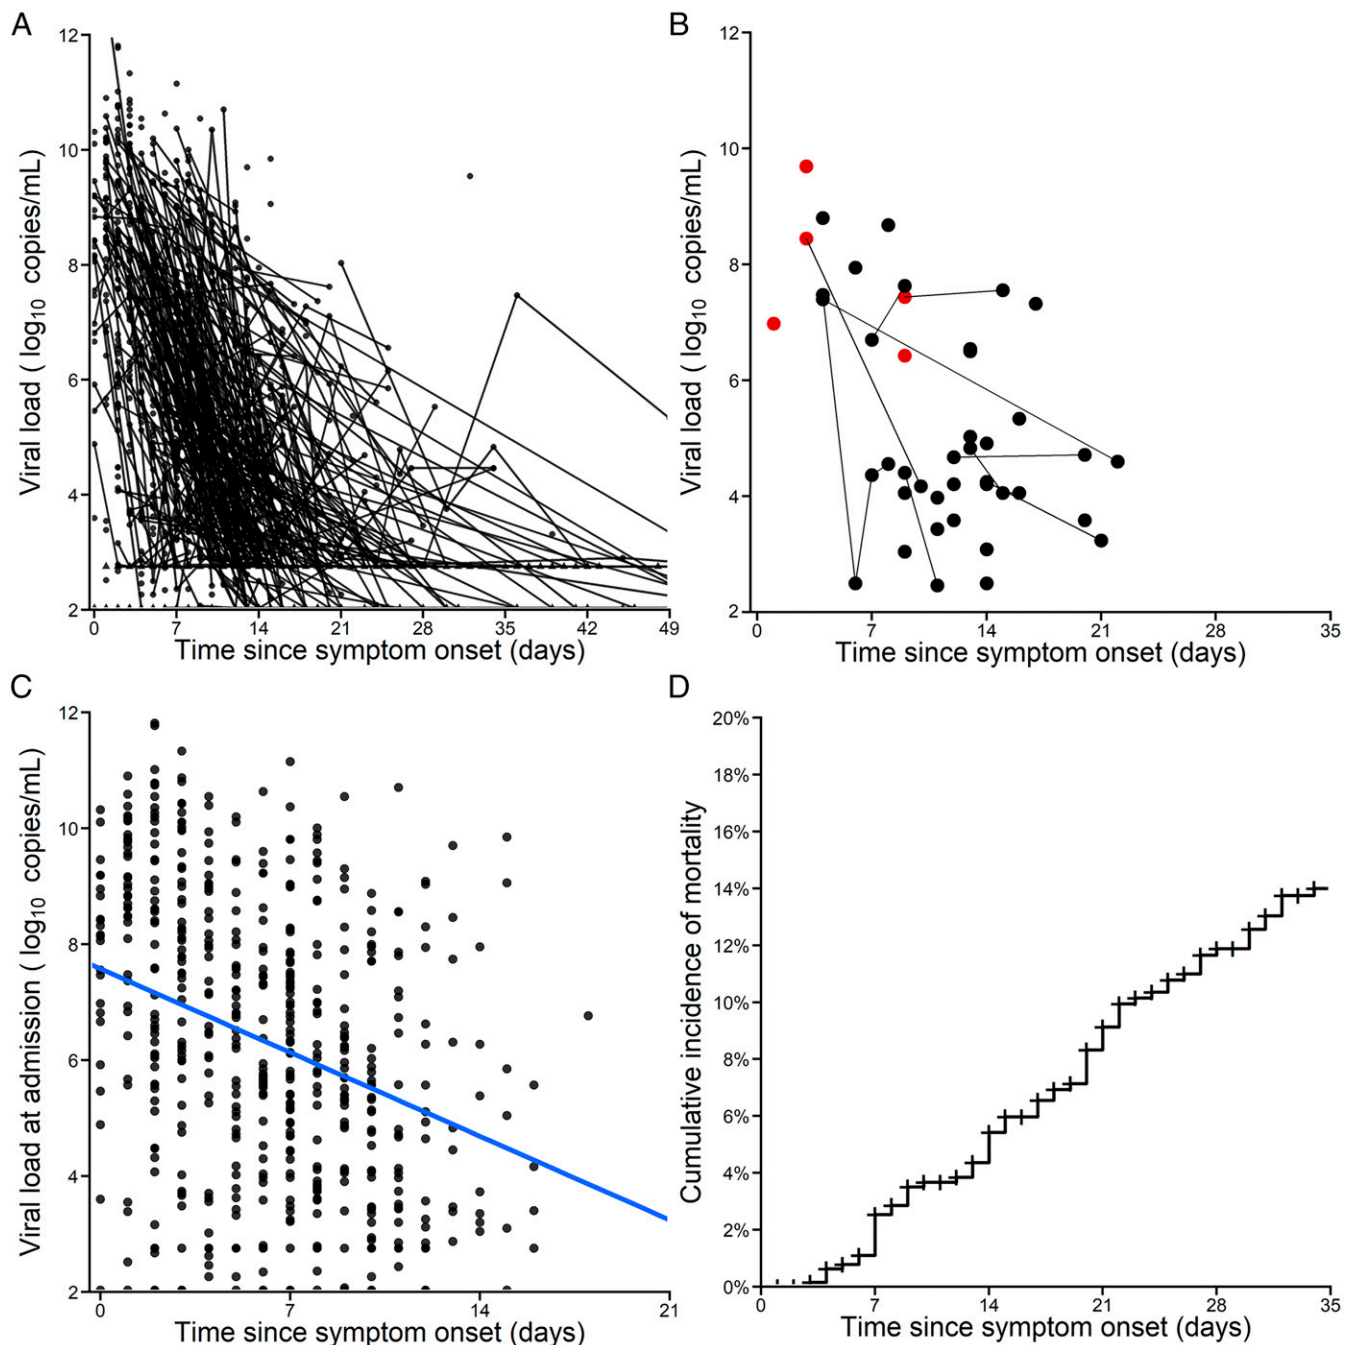 A
Viral load ( log10 copies/mL)
12
10
8
6
4
2
0 7 14 21 28 35 42 49
Time since symptom onset (days)
B
Viral load ( log10 copies/mL)
12
10
8
6
4
2
0 7 14 21 28 35
Time since symptom onset (days)
C
Viral load at admission ( log10 copies/mL)
12
10
8
6
4
2
0 7 14 21
Time since symptom onset (days)
D
Cumulative incidence of mortality
20%
18%
16%
14%
12%
10%
8%
6%
4%
2%
0%
0 7 14 21 28 35
Time since symptom onset (days)